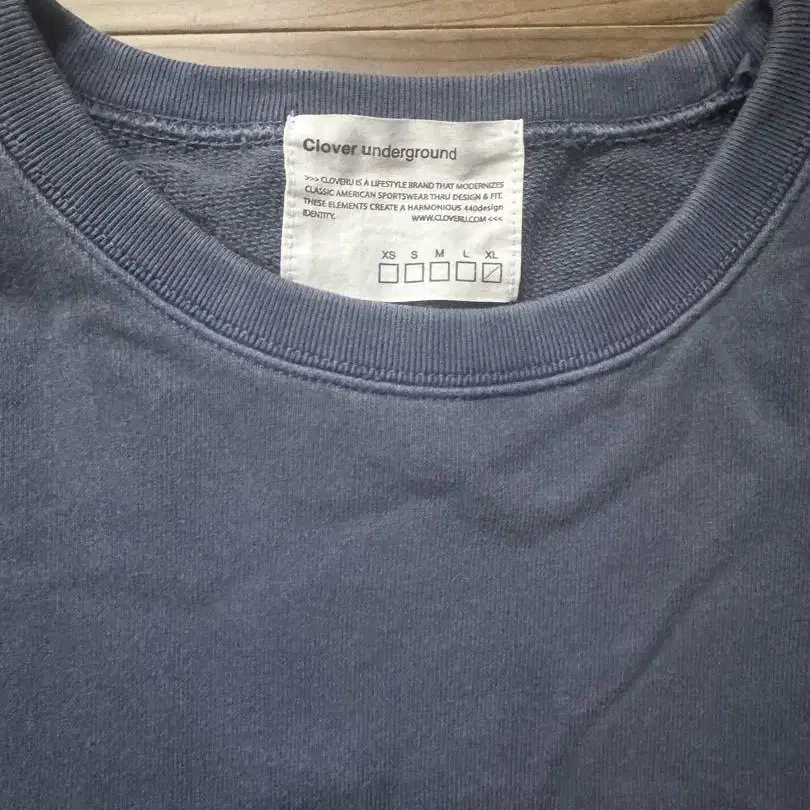 Clover underground
>>> CLOVERU IS A LIFESTYLE BRAND THAT MODERNIZES
CLASSIC AMERICAN SPORTSWEAR THRU DESIGN & FIT.
THESE ELEMENTS CREATE A HARMONIOUS 440design
IDENTITY. WWW.CLOVERU.COM <<<
XS S M L XL